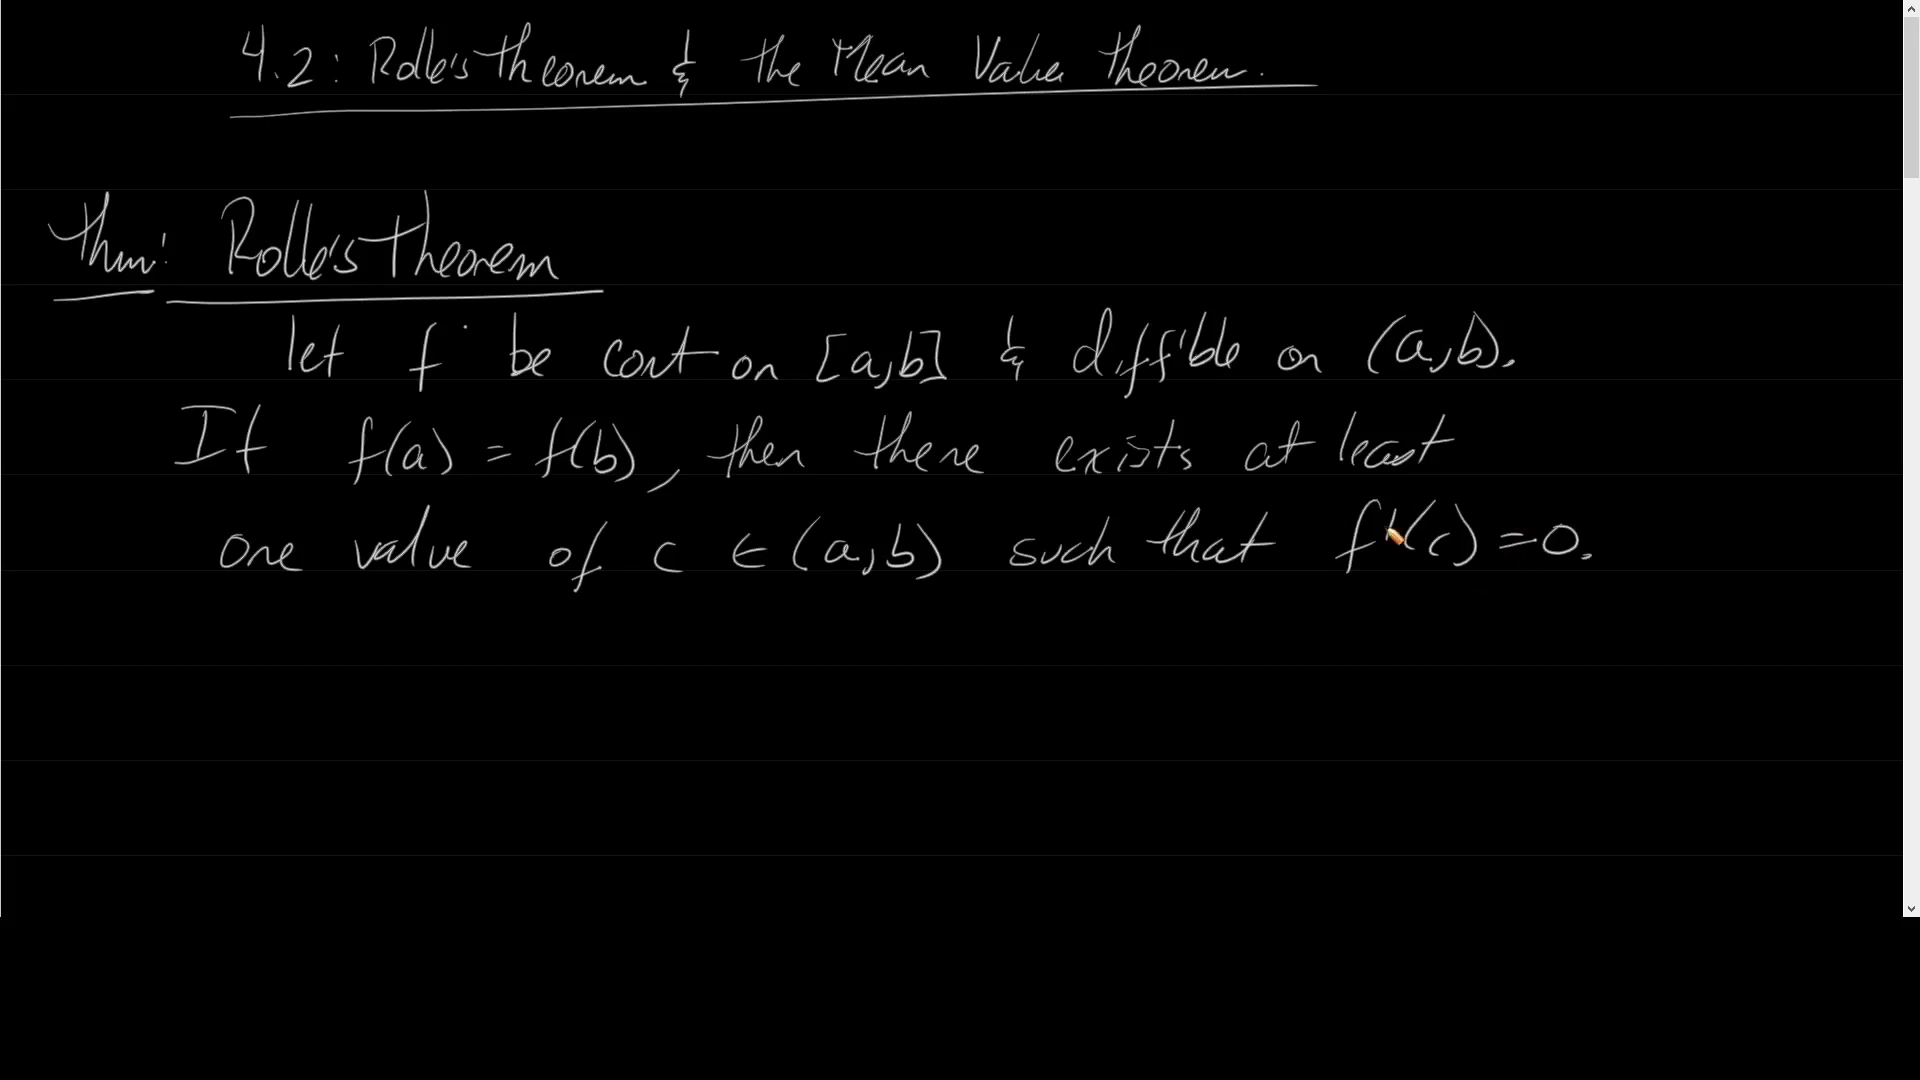 4.2: Rolle's theorem & the Mean Value theorem.
Thm: Rolle's theorem
let f be cont on [a,b] & diff'ble on (a,b).
If f(a) = f(b), then there exists at least
one value of c ∈ (a,b) such that f'(c) = 0.